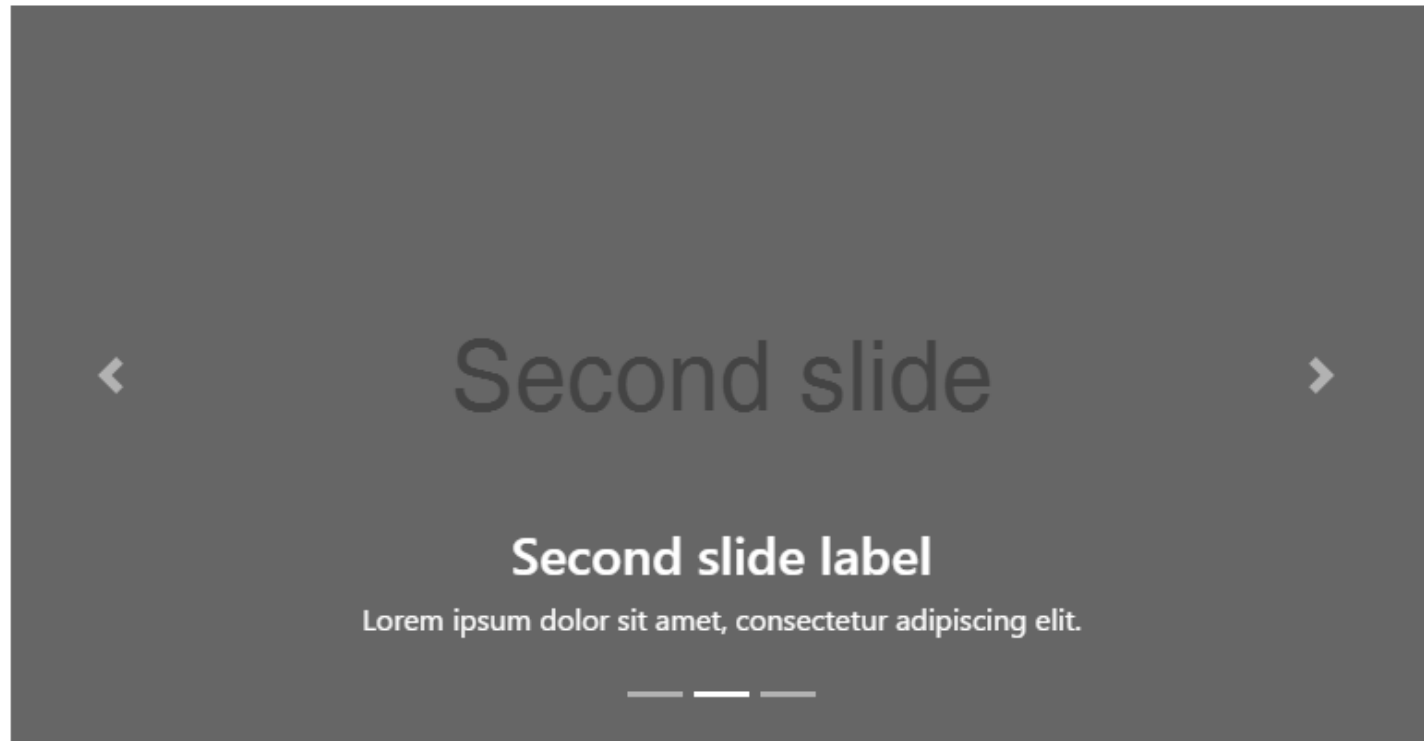 Second slide
Second slide label
Lorem ipsum dolor sit amet, consectetur adipiscing elit.